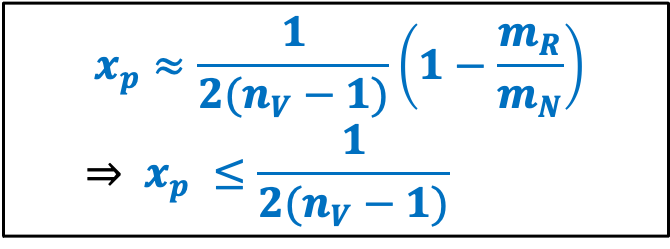 x_p ≈ 1/(2(n_V − 1)) (1 − m_R/m_N)
⇒ x_p ≤ 1/(2(n_V − 1))